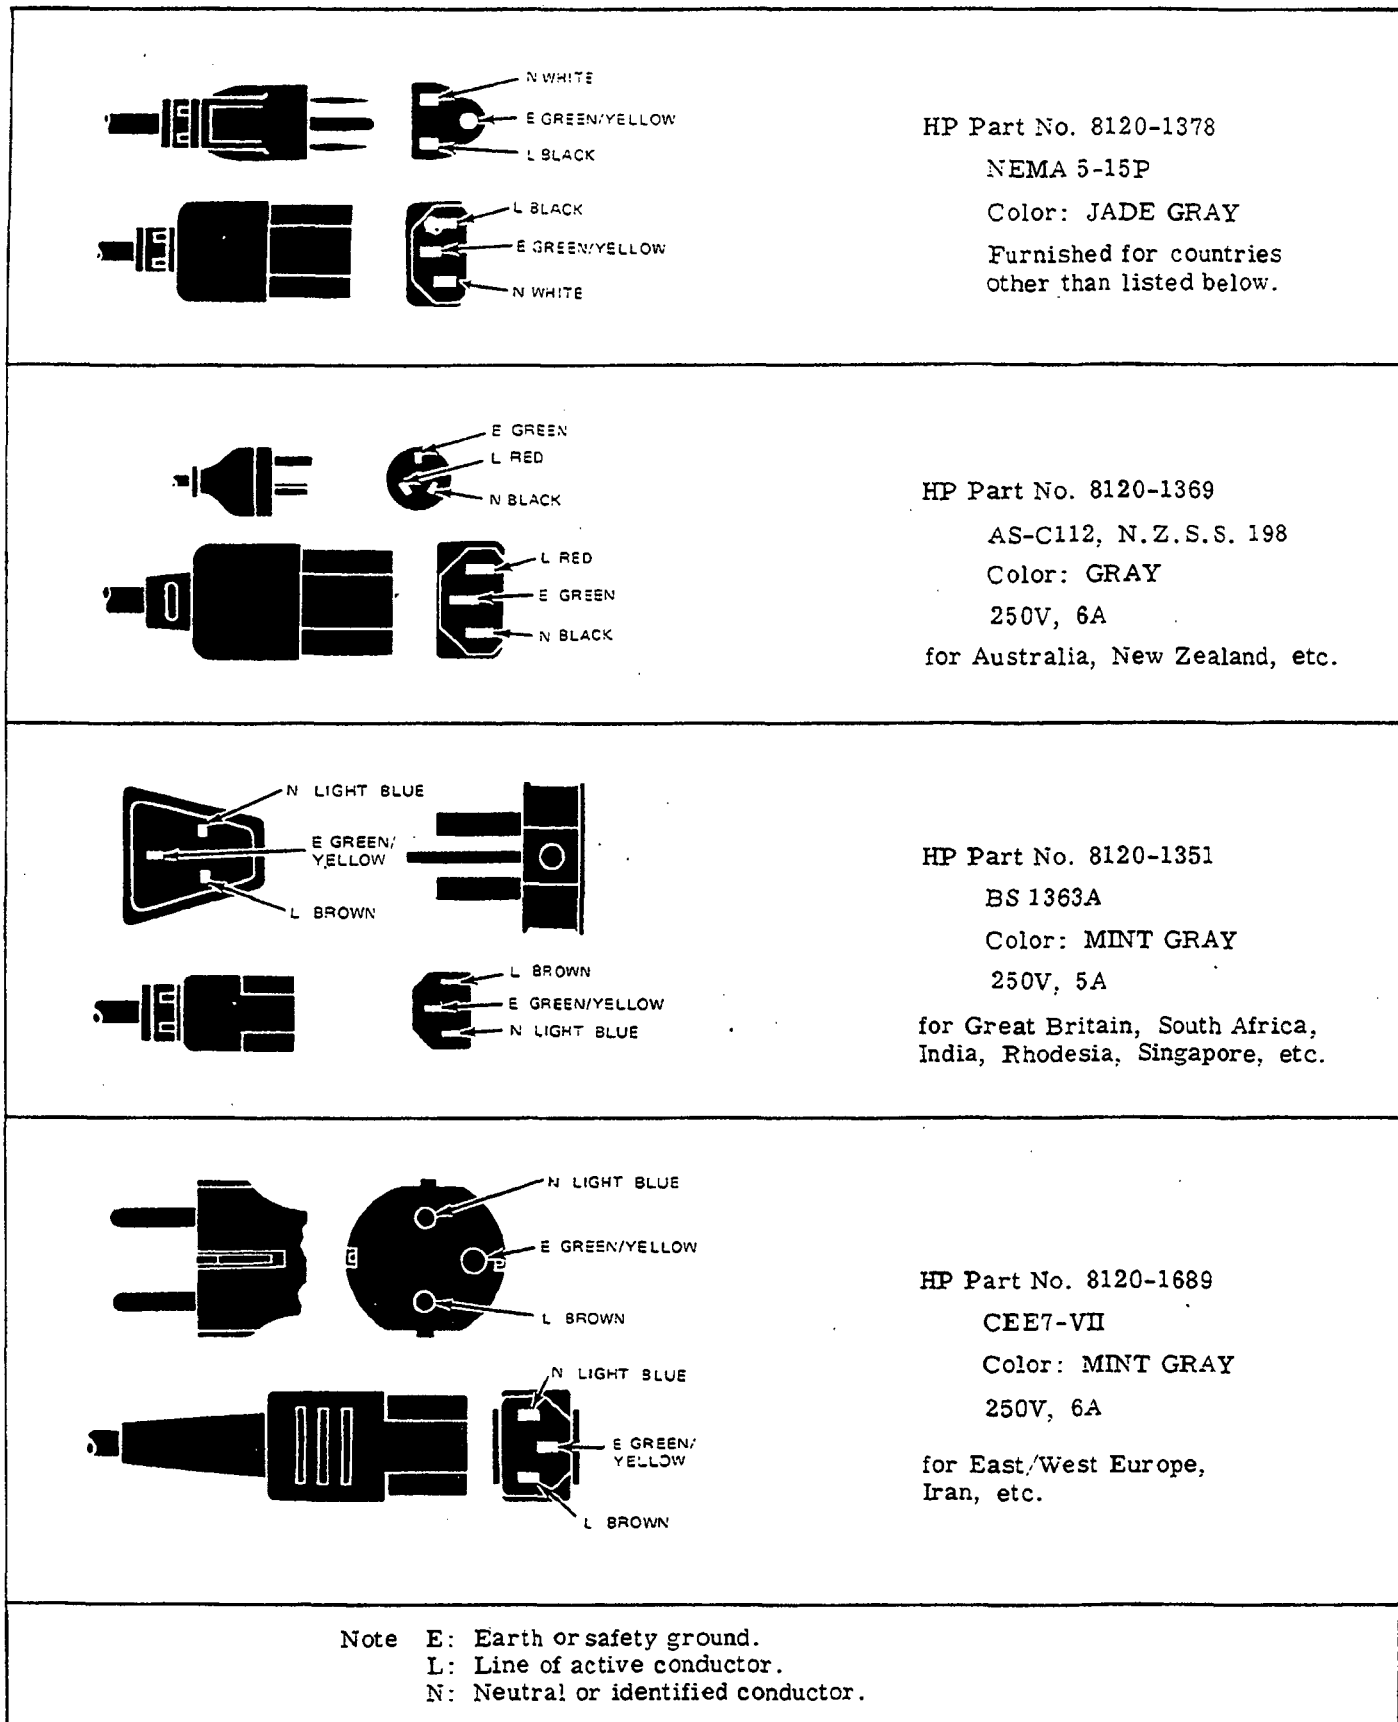 N WHITE
E GREEN/YELLOW
L BLACK
L BLACK
E GREEN/YELLOW
N WHITE
HP Part No. 8120-1378
NEMA 5-15P
Color: JADE GRAY
Furnished for countries
other than listed below.
E GREEN
L RED
N BLACK
L RED
E GREEN
N BLACK
HP Part No. 8120-1369
AS-C112, N.Z.S.S. 198
Color: GRAY
250V, 6A
for Australia, New Zealand, etc.
N LIGHT BLUE
E GREEN/
YELLOW
L BROWN
L BROWN
E GREEN/YELLOW
N LIGHT BLUE
HP Part No. 8120-1351
BS 1363A
Color: MINT GRAY
250V, 5A
for Great Britain, South Africa,
India, Rhodesia, Singapore, etc.
N LIGHT BLUE
E GREEN/YELLOW
L BROWN
N LIGHT BLUE
E GREEN/
YELLOW
L BROWN
HP Part No. 8120-1689
CEE7-VII
Color: MINT GRAY
250V, 6A
for East/West Europe,
Iran, etc.
Note E: Earth or safety ground.
L: Line of active conductor.
N: Neutral or identified conductor.